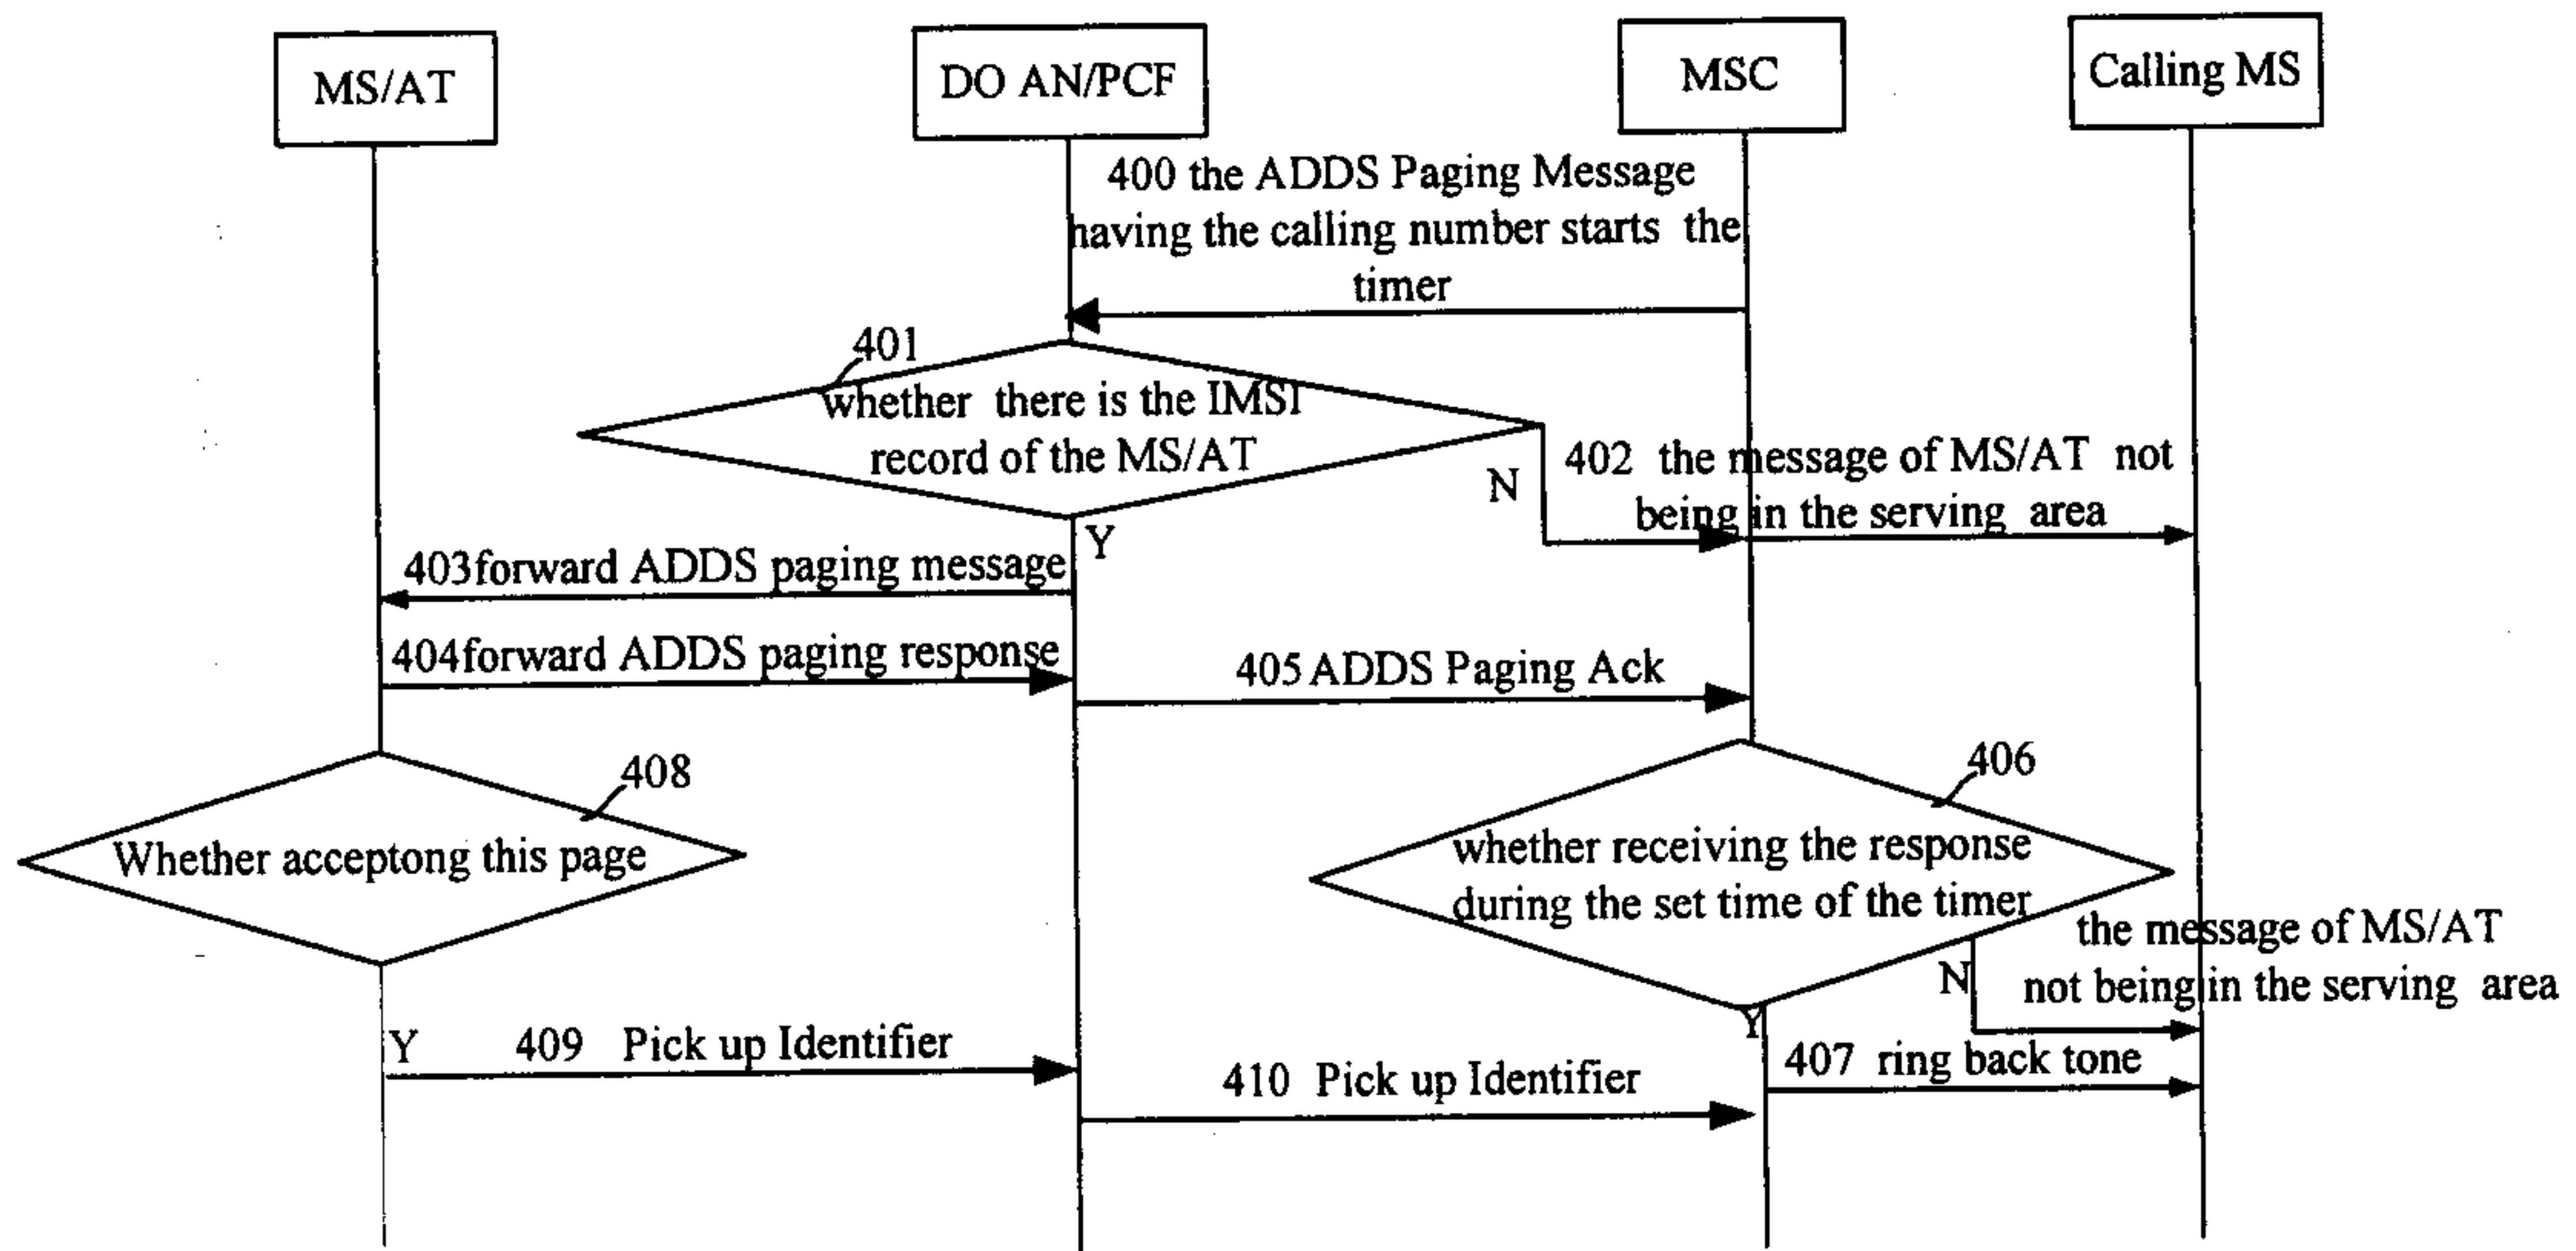 MS/AT
DO AN/PCF
MSC
Calling MS
400 the ADDS Paging Message
having the calling number starts the
timer
401
whether there is the IMSI
record of the MS/AT
N
402 the message of MS/AT not
being in the serving area
Y
403forward ADDS paging message
404forward ADDS paging response
405 ADDS Paging Ack
408
Whether acceptong this page
406
whether receiving the response
during the set time of the timer
N
the message of MS/AT
not being in the serving area
Y
Y
409 Pick up Identifier
407 ring back tone
410 Pick up Identifier